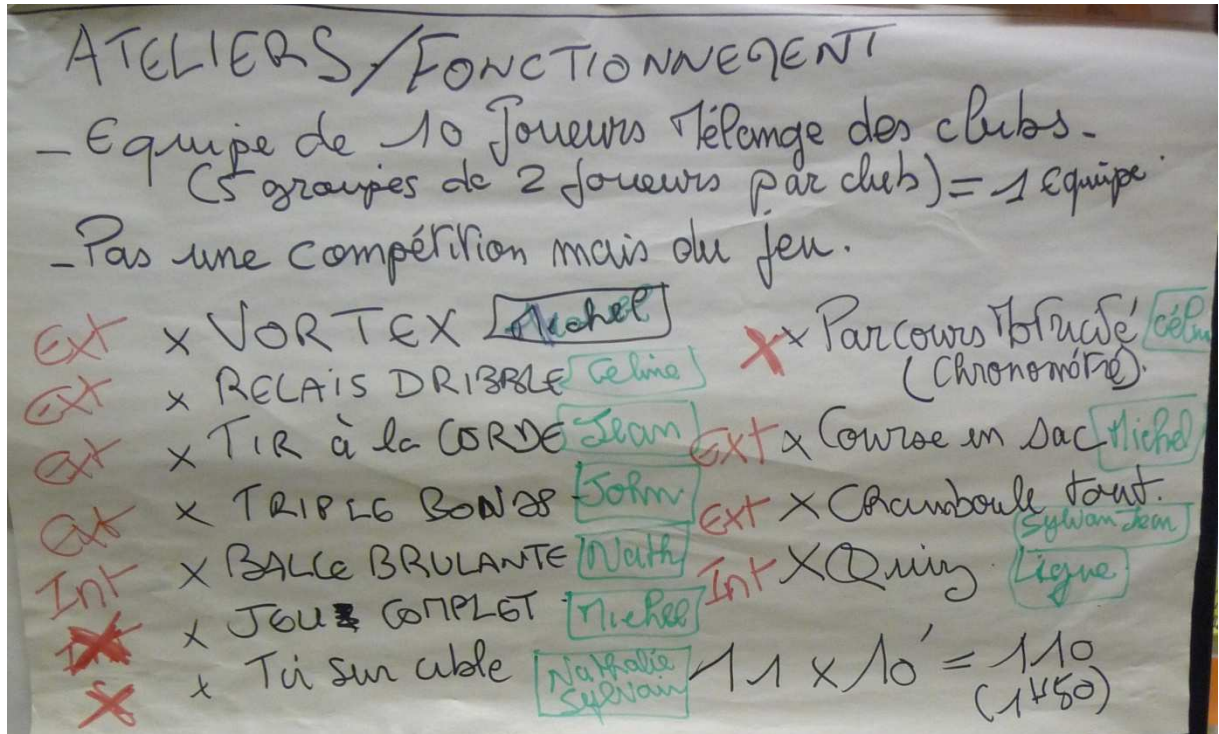 ATELIERS/FONCTIONNEMENT
- Equipe de 10 Joueurs Mélange des clubs -
(5 groupes de 2 Joueurs par club) = 1 Equipe
- Pas une compétition mais du jeu.
Ext x VORTEX Michel
Ext x RELAIS DRIBBLE Celine
Ext x TIR à la CORDE Jean
Ext x TRIPLE BONDS John
Int x BALLE BRULANTE Nath
x JEU COMPLET Michel
x Tir sur cible Nathalie Sylvain
x Parcours Motricité Céline
(Chronométré).
Ext x Course en sac Michel
Ext x Chamboule tout.
Sylvain Jean
Int x Quiz Ligue
11 x 10' = 110
(1H50)